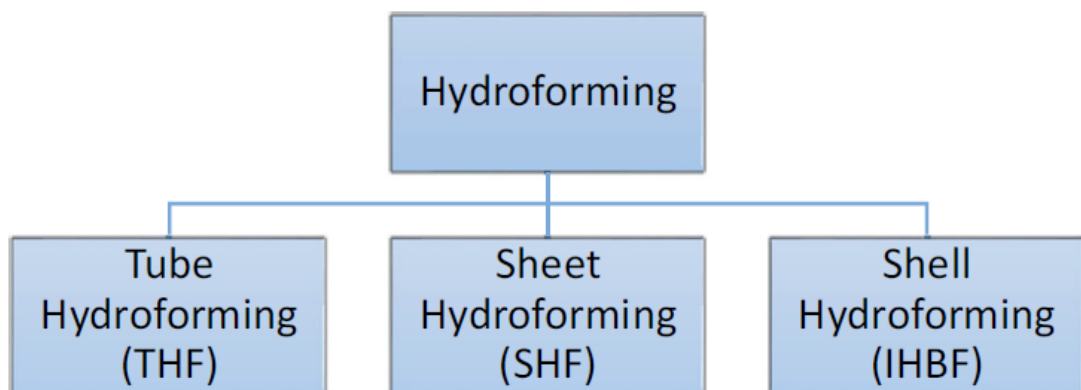 Hydroforming
Tube
Hydroforming
(THF)
Sheet
Hydroforming
(SHF)
Shell
Hydroforming
(IHBF)